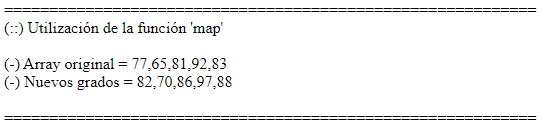 ===========================================================
(::) Utilización de la función 'map'
(-) Array original = 77,65,81,92,83
(-) Nuevos grados = 82,70,86,97,88
===========================================================